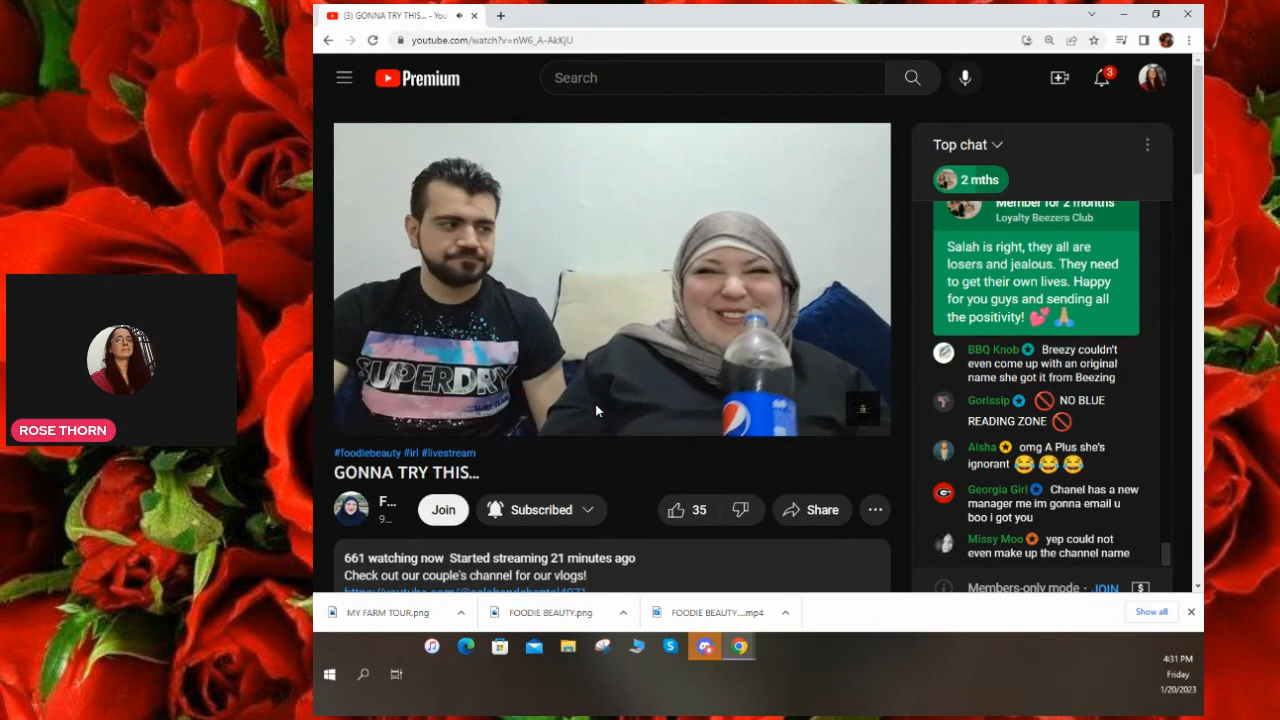 (3) GONNA TRY THIS... - You
youtube.com/watch?v=nW6_A-AkKjU
Premium
Search
3
Top chat
2 mths
Member for 2 months
Loyalty Beezers Club
Salah is right, they all are
losers and jealous. They need
to get their own lives. Happy
for you guys and sending all
the positivity! 💕 🙏
BBQ Knob Breezy couldn't
even come up with an original
name she got it from Beezing
Gorlssip 🚫 NO BLUE
READING ZONE 🚫
Aisha omg A Plus she's
ignorant 😂 😂 😂
Georgia Girl Chanel has a new
manager me im gonna email u
boo i got you
Missy Moo yep could not
even make up the channel name
Members-only mode JOIN
SUPERDRY
ROSE THORN
#foodiebeauty #irl #livestream
GONNA TRY THIS...
F...
9...
Join
Subscribed
35
Share
661 watching now Started streaming 21 minutes ago
Check out our couple's channel for our vlogs!
MY FARM TOUR.png
FOODIE BEAUTY.png
FOODIE BEAUTY....mp4
Show all
4:31 PM
Friday
1/20/2023